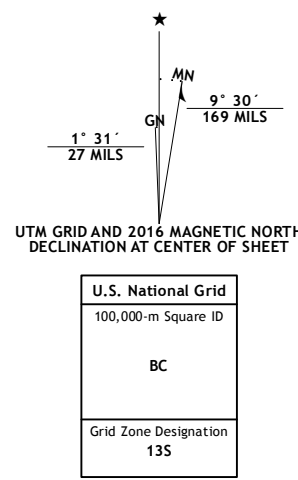 ★
MN
GN
9° 30´
169 MILS
1° 31´
27 MILS
UTM GRID AND 2016 MAGNETIC NORTH
DECLINATION AT CENTER OF SHEET
U.S. National Grid
100,000-m Square ID
BC
Grid Zone Designation
13S